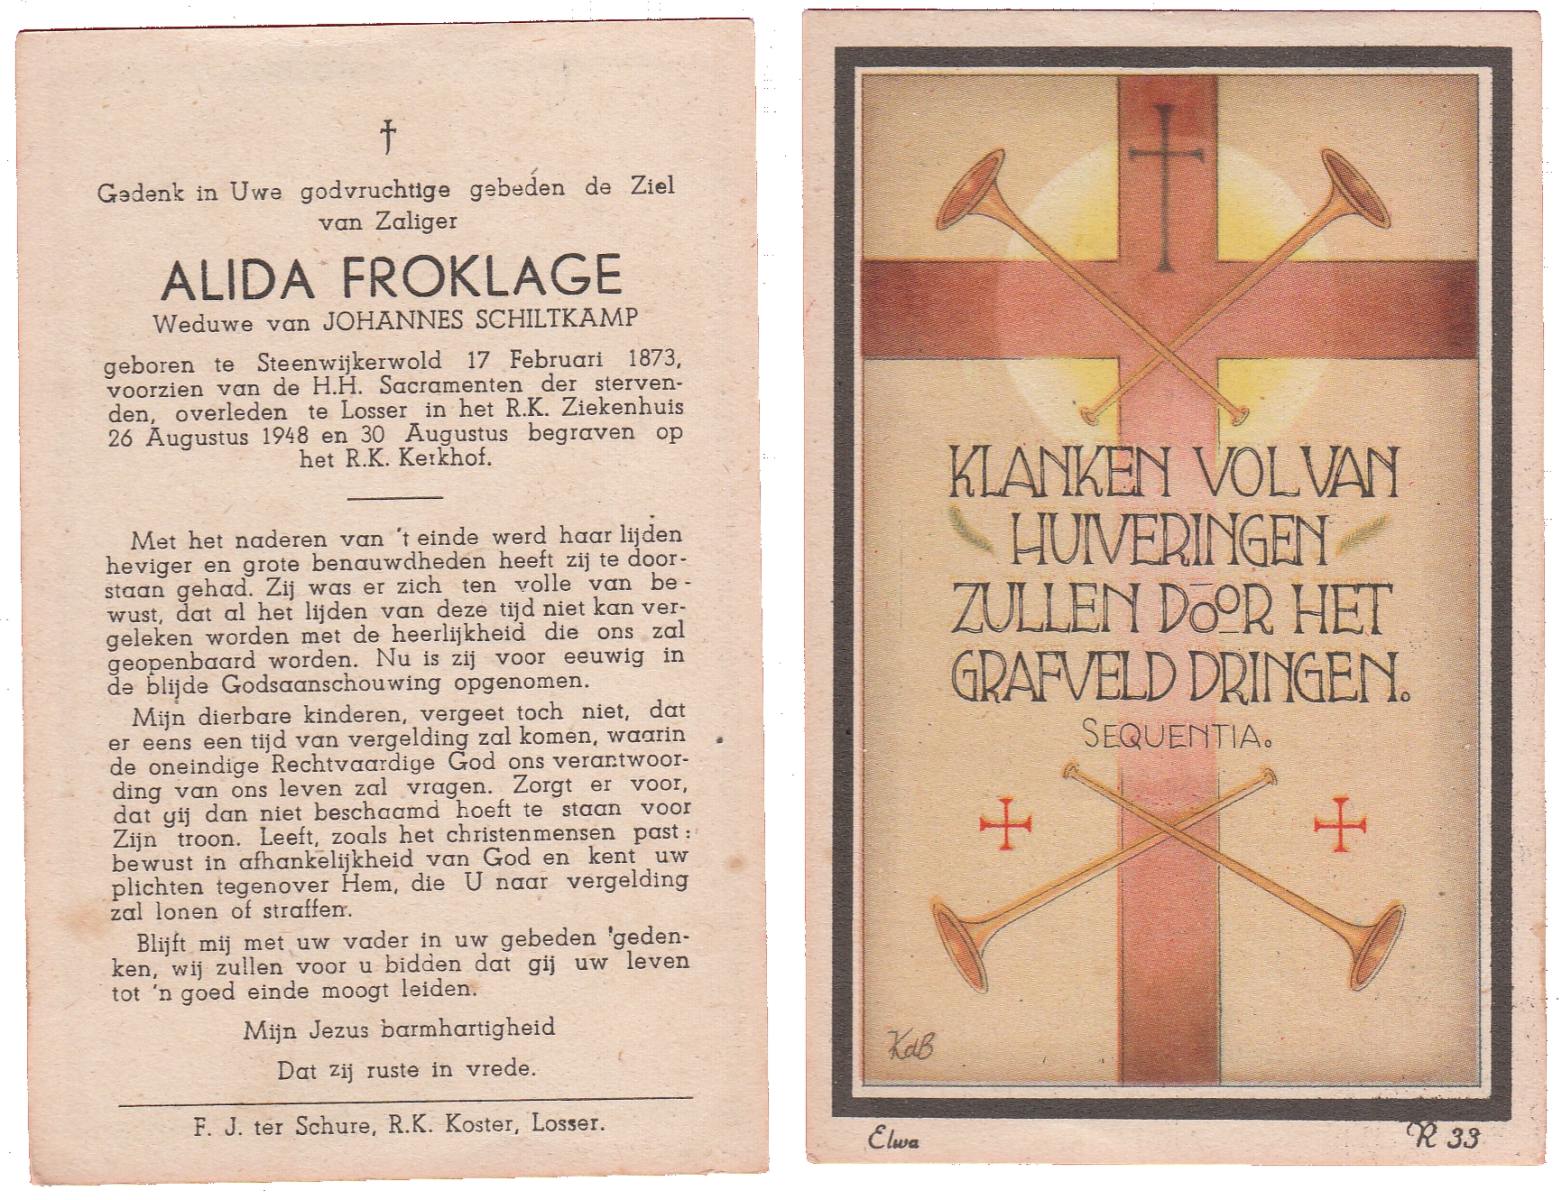 Gedenk in Uwe godvruchtige gebeden de Ziel
van Zaliger
ALIDA FROKLAGE
Weduwe van JOHANNES SCHILTKAMP
geboren te Steenwijkerwold 17 Februari 1873,
voorzien van de H.H. Sacramenten der sterven-
den, overleden te Losser in het R.K. Ziekenhuis
26 Augustus 1948 en 30 Augustus begraven op
het R.K. Kerkhof.
Met het naderen van 't einde werd haar lijden
heviger en grote benauwdheden heeft zij te door-
staan gehad. Zij was er zich ten volle van be-
wust, dat al het lijden van deze tijd niet kan ver-
geleken worden met de heerlijkheid die ons zal
geopenbaard worden. Nu is zij voor eeuwig in
de blijde Godsaanschouwing opgenomen.
Mijn dierbare kinderen, vergeet toch niet, dat
er eens een tijd van vergelding zal komen, waarin
de oneindige Rechtvaardige God ons verantwoor-
ding van ons leven zal vragen. Zorgt er voor,
dat gij dan niet beschaamd hoeft te staan voor
Zijn troon. Leeft, zoals het christenmensen past:
bewust in afhankelijkheid van God en kent uw
plichten tegenover Hem, die U naar vergelding
zal lonen of straffen.
Blijft mij met uw vader in uw gebeden 'geden-
ken, wij zullen voor u bidden dat gij uw leven
tot 'n goed einde moogt leiden.
Mijn Jezus barmhartigheid
Dat zij ruste in vrede.
F. J. ter Schure, R.K. Koster, Losser.
KLANKEN VOL VAN
HUIVERINGEN
ZULLEN DOOR HET
GRAFVELD DRINGEN.
SEQUENTIA.
KdB
Elwa
R 33